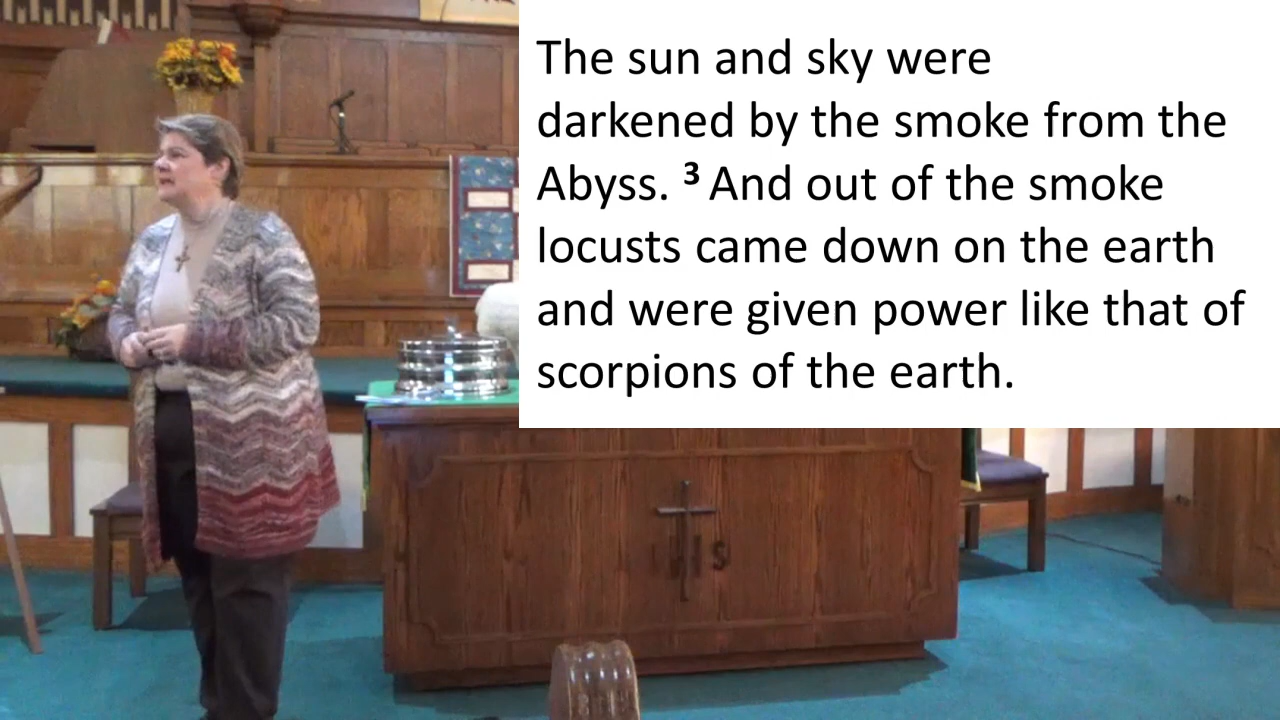 The sun and sky were
darkened by the smoke from the
Abyss. ³ And out of the smoke
locusts came down on the earth
and were given power like that of
scorpions of the earth.
IHS